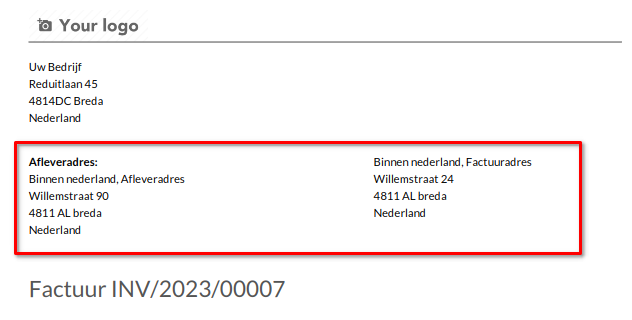 Your logo
Uw Bedrijf
Reduitlaan 45
4814DC Breda
Nederland
Afleveradres:
Binnen nederland, Afleveradres
Willemstraat 90
4811 AL breda
Nederland
Binnen nederland, Factuuradres
Willemstraat 24
4811 AL breda
Nederland
Factuur INV/2023/00007